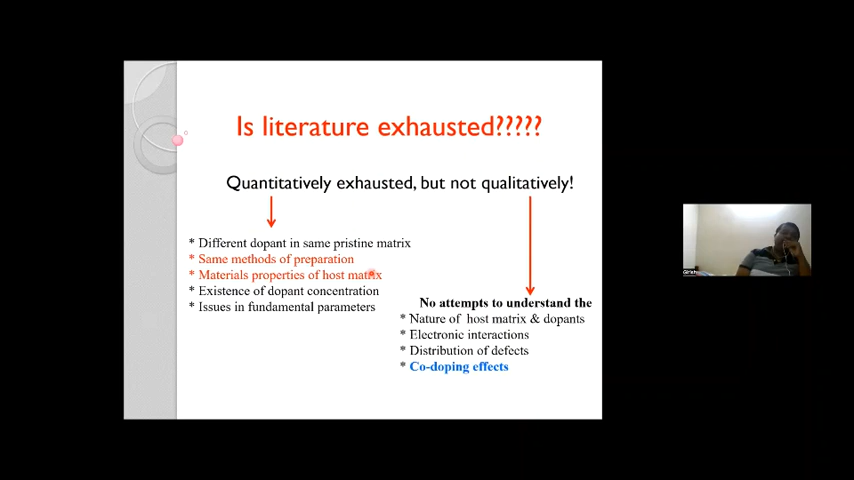 Is literature exhausted?????
Quantitatively exhausted, but not qualitatively!
* Different dopant in same pristine matrix
* Same methods of preparation
* Materials properties of host matrix
* Existence of dopant concentration
* Issues in fundamental parameters
No attempts to understand the
* Nature of host matrix & dopants
* Electronic interactions
* Distribution of defects
* Co-doping effects
Girish